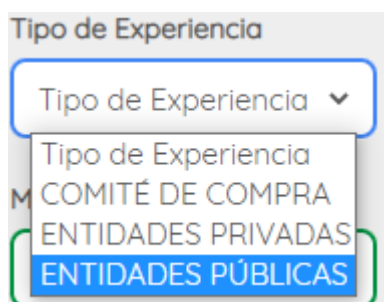 Tipo de Experiencia
Tipo de Experiencia
Tipo de Experiencia
COMITÉ DE COMPRA
ENTIDADES PRIVADAS
ENTIDADES PÚBLICAS